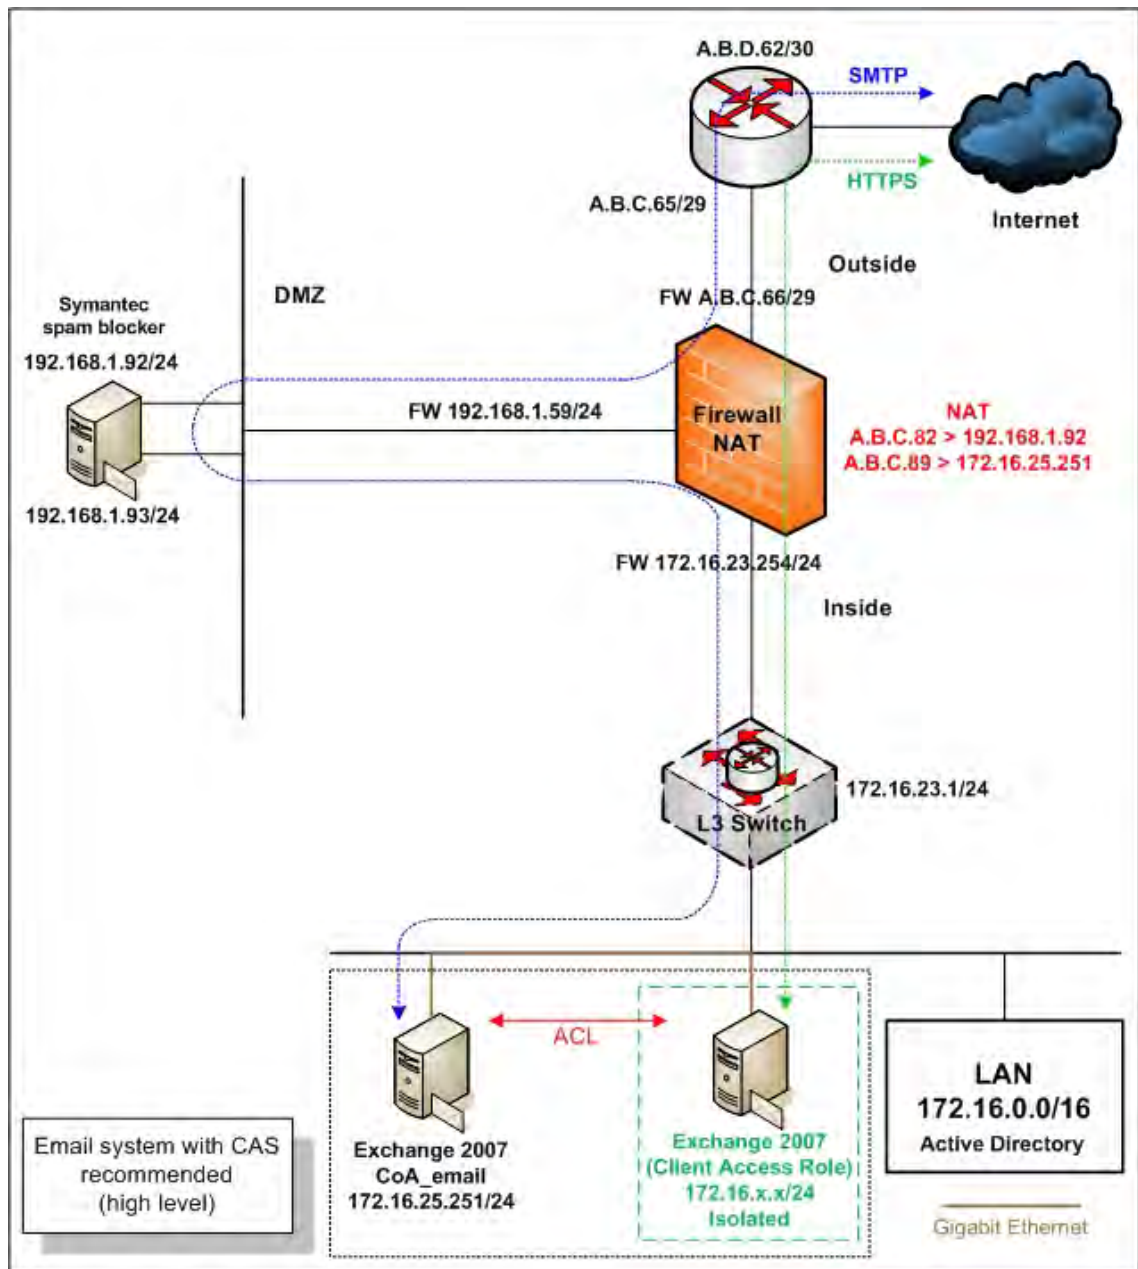 A.B.D.62/30
SMTP
HTTPS
Internet
A.B.C.65/29
Outside
DMZ
FW A.B.C.66/29
Symantec
spam blocker
192.168.1.92/24
FW 192.168.1.59/24
Firewall
NAT
NAT
A.B.C.82 > 192.168.1.92
A.B.C.89 > 172.16.25.251
192.168.1.93/24
FW 172.16.23.254/24
Inside
172.16.23.1/24
L3 Switch
ACL
LAN
172.16.0.0/16
Active Directory
Exchange 2007
CoA_email
172.16.25.251/24
Exchange 2007
(Client Access Role)
172.16.x.x/24
Isolated
Email system with CAS
recommended
(high level)
Gigabit Ethernet